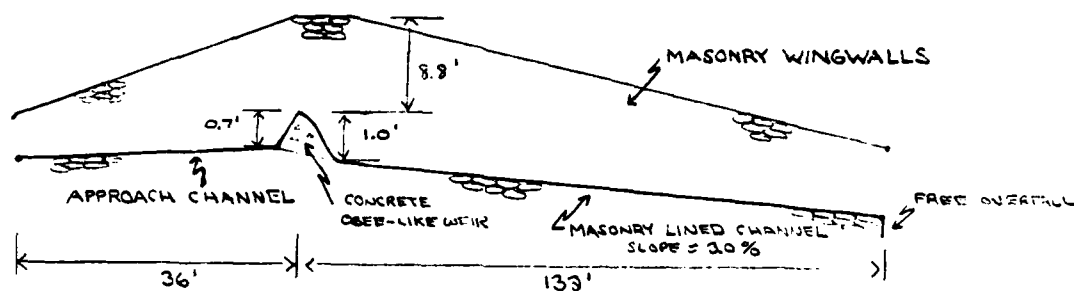 8.8'
MASONRY WINGWALLS
0.7'
1.0'
APPROACH CHANNEL
CONCRETE
OGEE-LIKE WEIR
MASONRY LINED CHANNEL
SLOPE = 20%
FREE OVERFALL
36'
133'